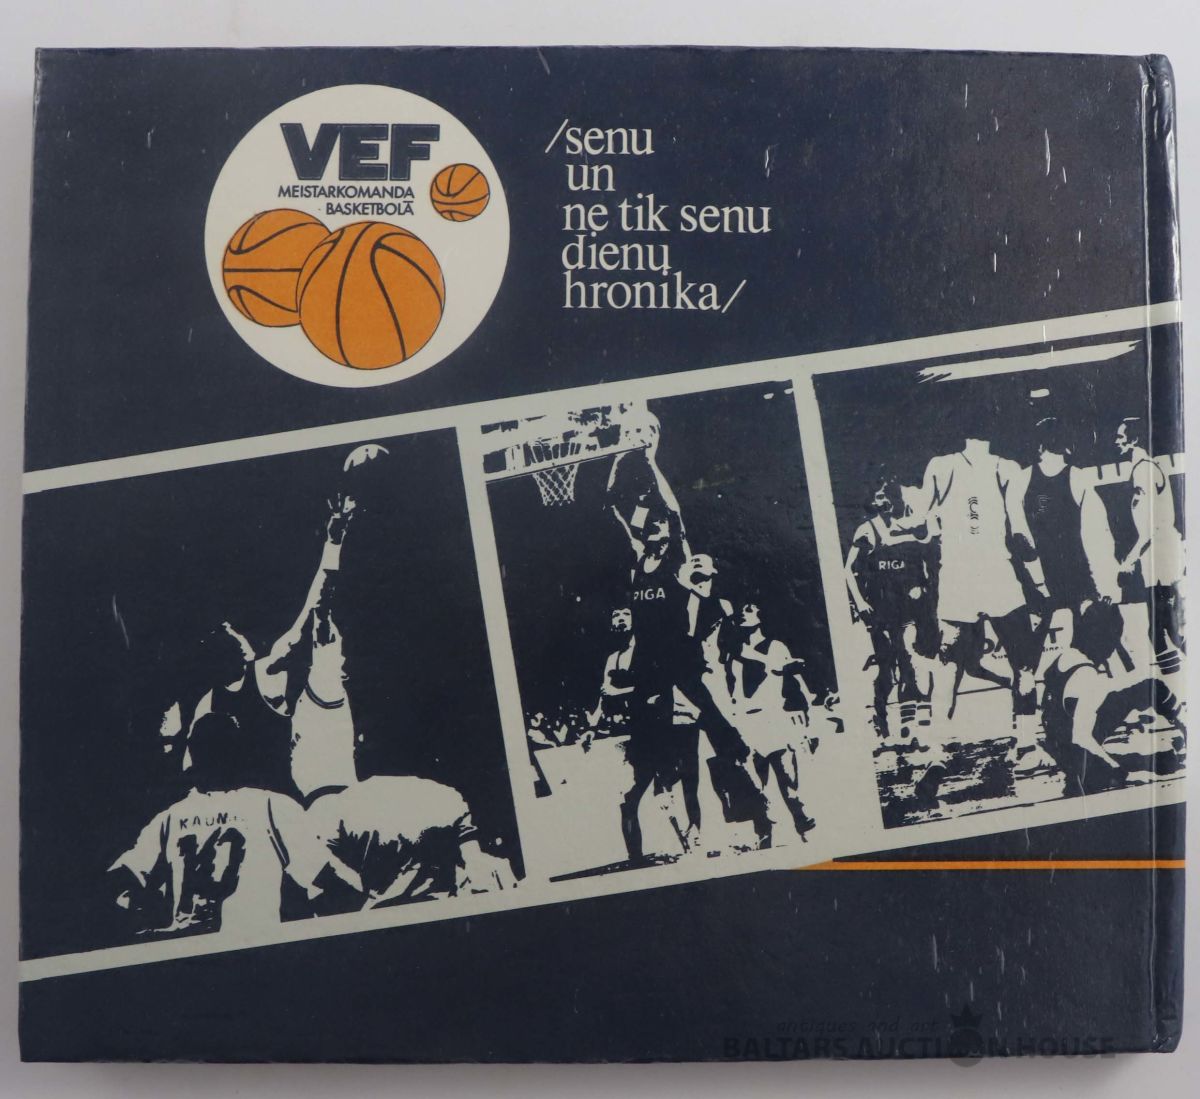 VEF
MEISTARKOMANDA
BASKETBOLĀ
/senu
un
ne tik senu
dienu
hronika/
RIGA
RIGA
KAUN
10
antiques and art
BALTARS AUCTION HOUSE